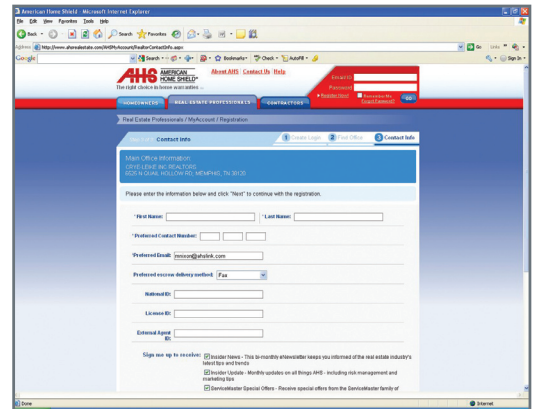 American Home Shield - Microsoft Internet Explorer
File Edit View Favorites Tools Help
Back Search Favorites
Address http://www.ahsrealestate.com/AHSMyAccount/RealtorContactInfo.aspx Go Links
Google Search Bookmarks Check AutoFill Sign In
AHS AMERICAN HOME SHIELD
The right choice in home warranties
About AHS | Contact Us | Help
Email ID
Password
Register Here! Remember Me
Forgot Password? GO
HOMEOWNERS REAL ESTATE PROFESSIONALS CONTRACTORS
Real Estate Professionals / MyAccount / Registration
Contact Info 1 Create Login 2 Find Office 3 Contact Info
Main Office Information
CRYE-LEIKE INC REALTORS
6525 N QUAIL HOLLOW RD, MEMPHIS, TN 38120
Please enter the information below and click "Next" to continue with the registration.
*First Name: *Last Name:
*Preferred Contact Number:
*Preferred Email: mnixon@ahslink.com
Preferred escrow delivery method: Fax
National ID:
License ID:
External Agent
ID:
Sign me up to receive: Insider News - This bi-monthly eNewsletter keeps you informed of the real estate industry's
latest tips and trends
Insider Update - Monthly updates on all things AHS - including risk management and
marketing tips
ServiceMaster Special Offers - Receive special offers from the ServiceMaster family of
Done Internet